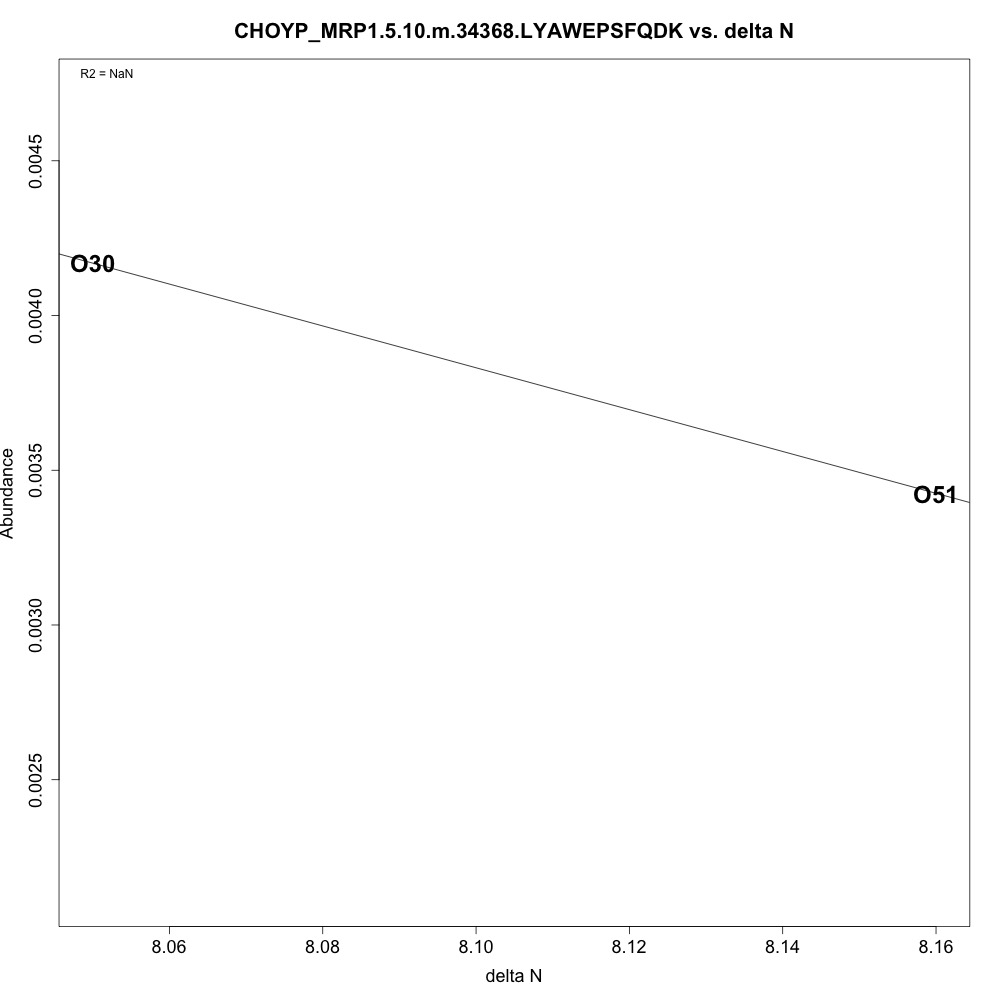 CHOYP_MRP1.5.10.m.34368.LYAWEPSFQDK vs. delta N
R2 = NaN
0.0045
0.0040
0.0035
0.0030
0.0025
Abundance
O30
O51
8.06 8.08 8.10 8.12 8.14 8.16
delta N